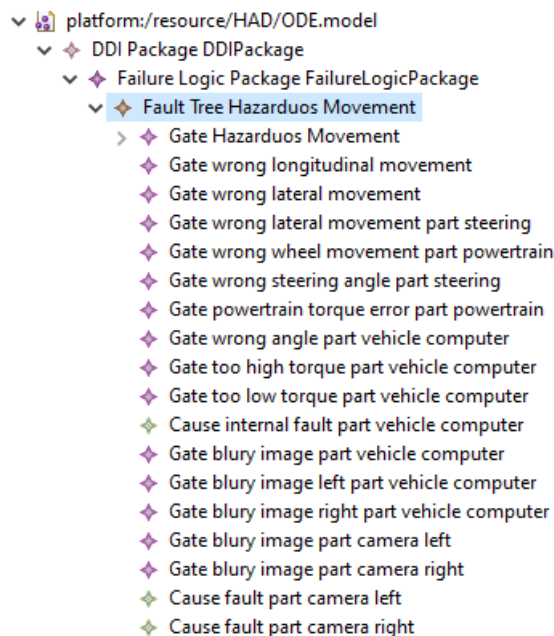 platform:/resource/HAD/ODE.model
DDI Package DDIPackage
Failure Logic Package FailureLogicPackage
Fault Tree Hazarduos Movement
Gate Hazarduos Movement
Gate wrong longitudinal movement
Gate wrong lateral movement
Gate wrong lateral movement part steering
Gate wrong wheel movement part powertrain
Gate wrong steering angle part steering
Gate powertrain torque error part powertrain
Gate wrong angle part vehicle computer
Gate too high torque part vehicle computer
Gate too low torque part vehicle computer
Cause internal fault part vehicle computer
Gate blury image part vehicle computer
Gate blury image left part vehicle computer
Gate blury image right part vehicle computer
Gate blury image part camera left
Gate blury image part camera right
Cause fault part camera left
Cause fault part camera right